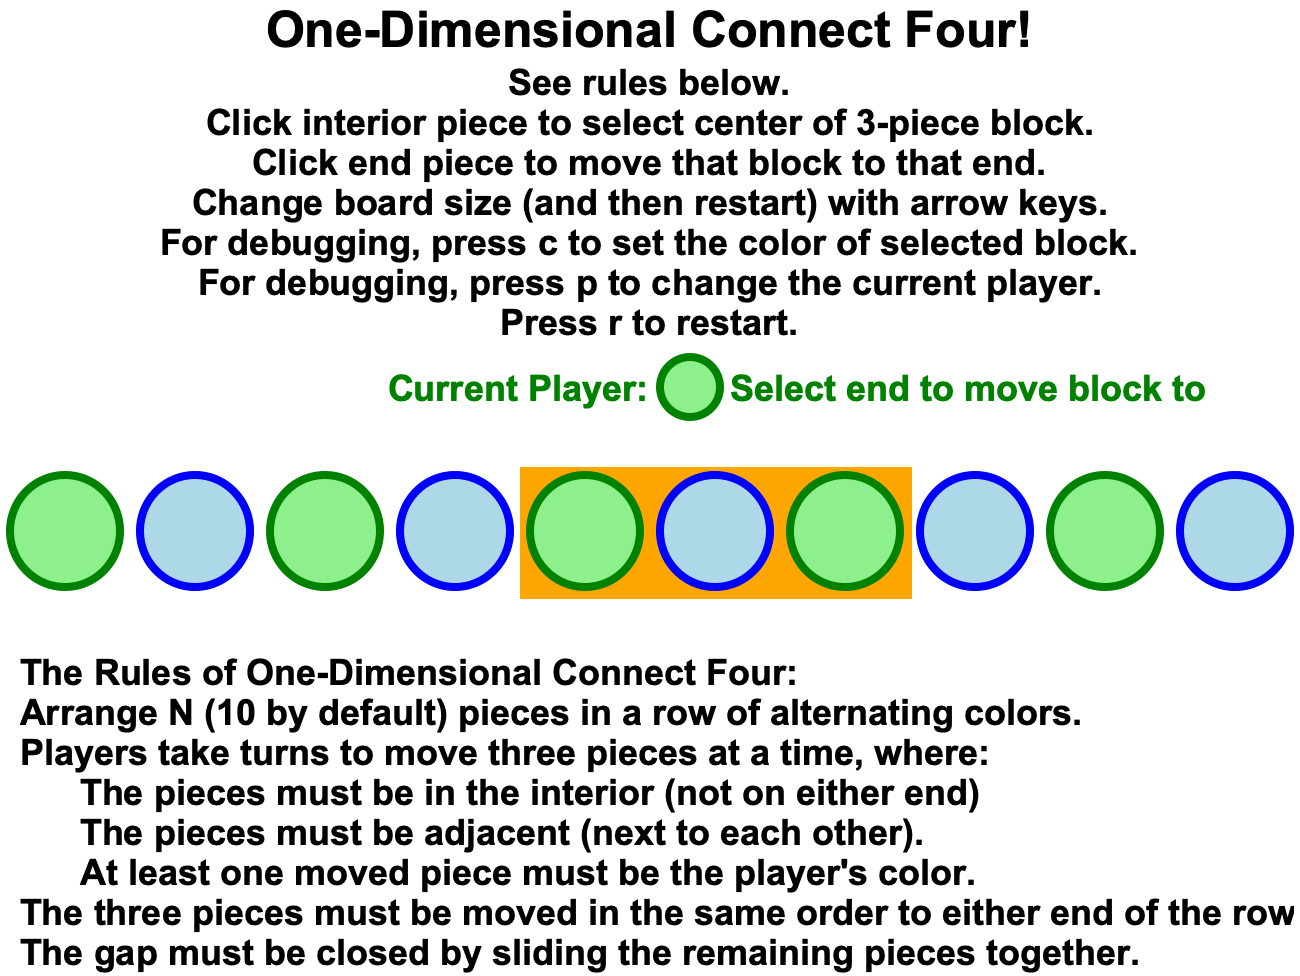 One-Dimensional Connect Four!
See rules below.
Click interior piece to select center of 3-piece block.
Click end piece to move that block to that end.
Change board size (and then restart) with arrow keys.
For debugging, press c to set the color of selected block.
For debugging, press p to change the current player.
Press r to restart.
Current Player: Select end to move block to
The Rules of One-Dimensional Connect Four:
Arrange N (10 by default) pieces in a row of alternating colors.
Players take turns to move three pieces at a time, where:
The pieces must be in the interior (not on either end)
The pieces must be adjacent (next to each other).
At least one moved piece must be the player's color.
The three pieces must be moved in the same order to either end of the row
The gap must be closed by sliding the remaining pieces together.